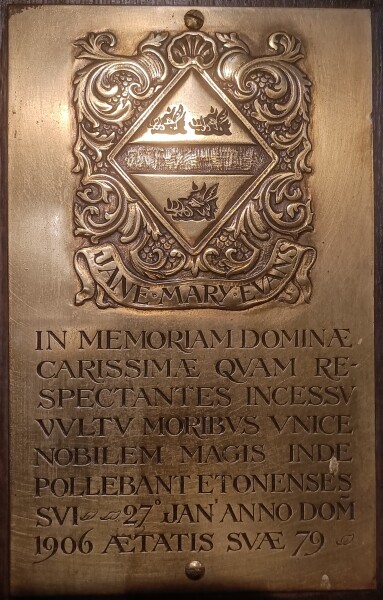 JANE · MARY · EVANS
IN MEMORIAM DOMINÆ
CARISSIMÆ QVAM RE-
SPECTANTES INCESSV
VVLTV MORIBVS VNICE
NOBILEM MAGIS INDE
POLLEBANT ETONENSES
SVI 27° JAN' ANNO DOM̅
1906 ÆTATIS SVÆ 79